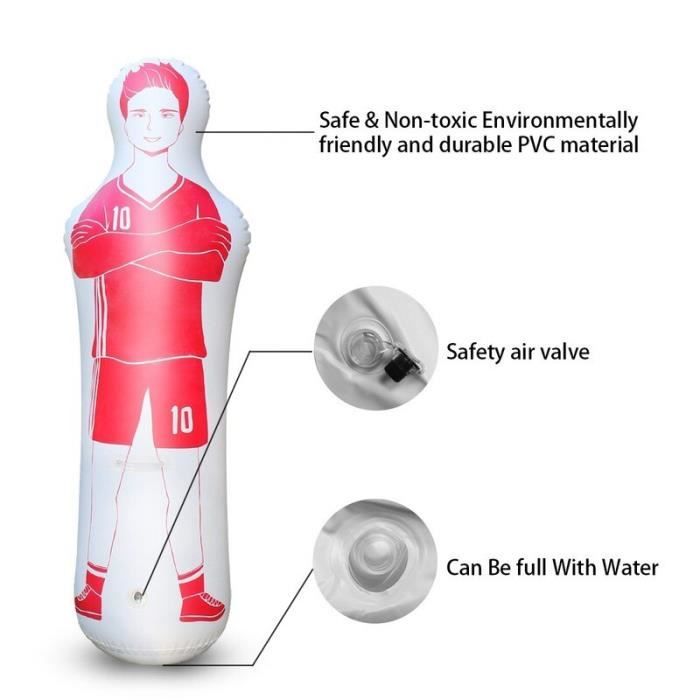 Safe & Non-toxic Environmentally
friendly and durable PVC material
10
Safety air valve
10
Can Be full With Water